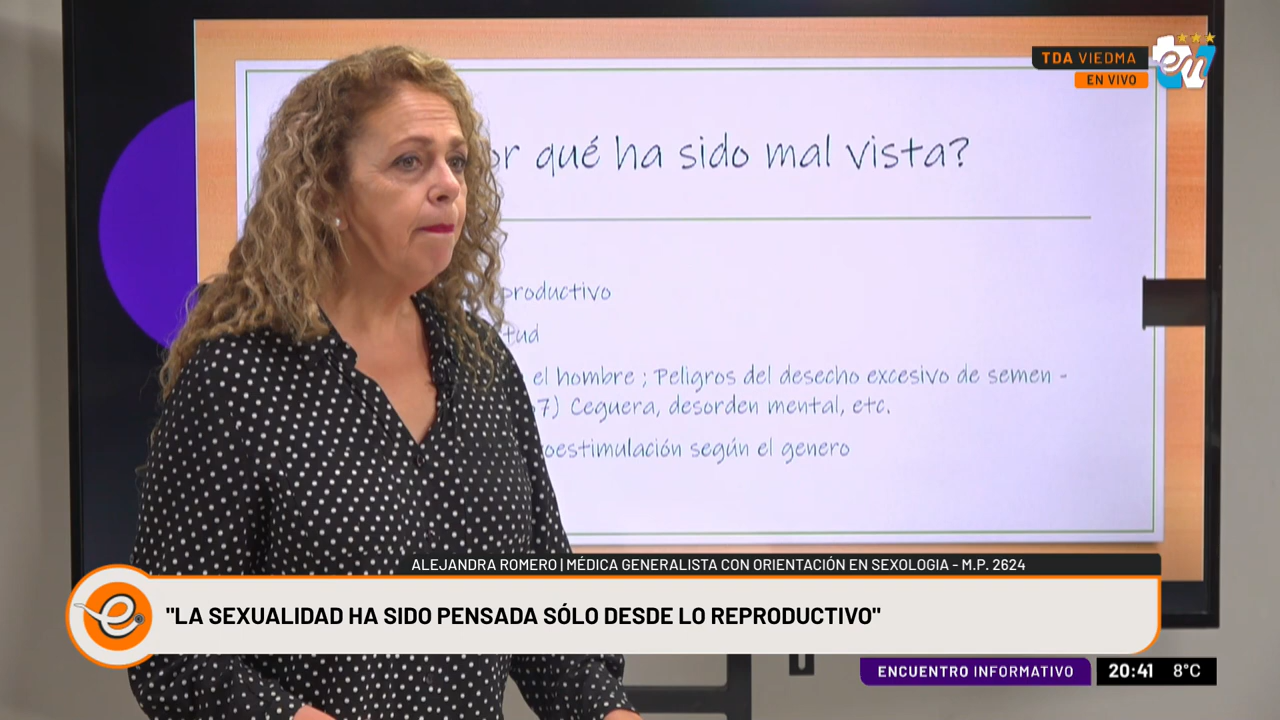 TDA VIEDMA
EN VIVO
or qué ha sido mal vista?
productivo
tud
el hombre ; Peligros del desecho excesivo de semen -
7) Ceguera, desorden mental, etc.
oestimulación según el genero
ALEJANDRA ROMERO | MÉDICA GENERALISTA CON ORIENTACIÓN EN SEXOLOGIA - M.P. 2624
"LA SEXUALIDAD HA SIDO PENSADA SÓLO DESDE LO REPRODUCTIVO"
ENCUENTRO INFORMATIVO
20:41 8°C